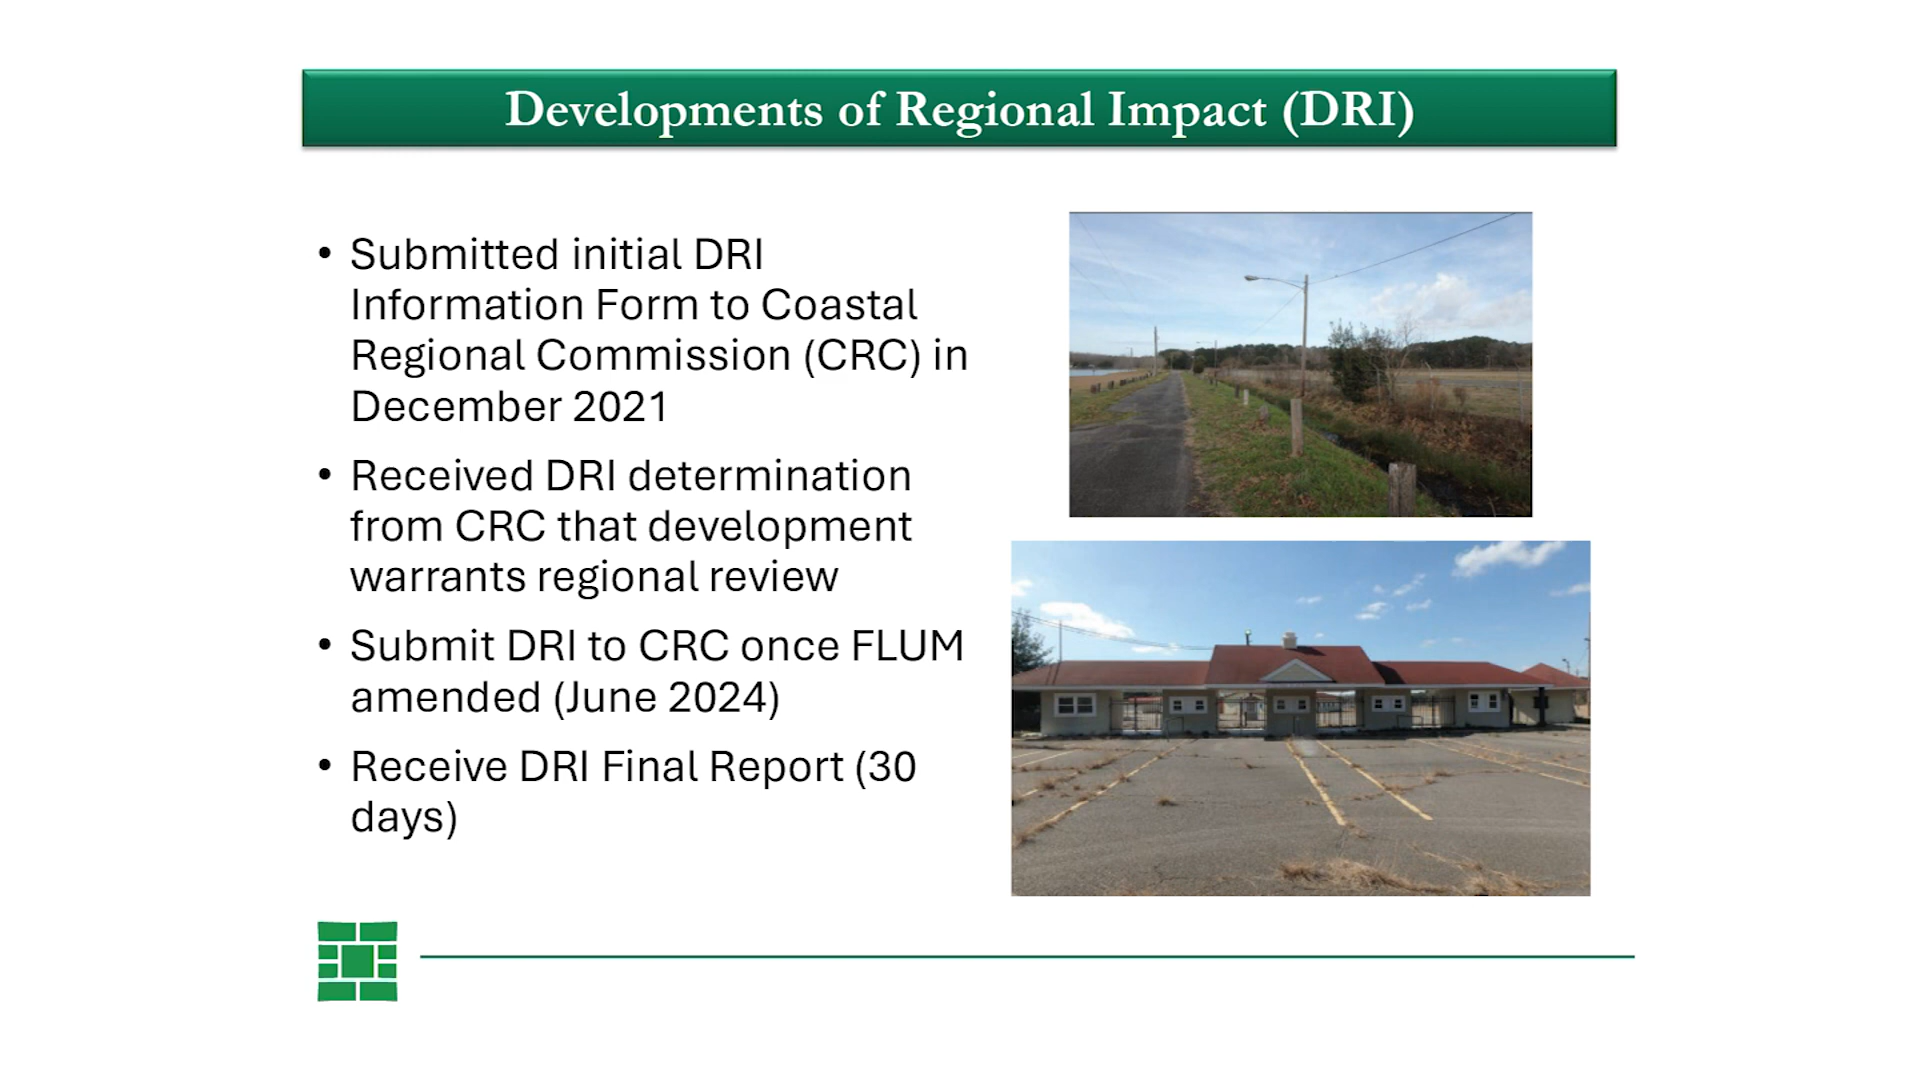 Developments of Regional Impact (DRI)
• Submitted initial DRI
Information Form to Coastal
Regional Commission (CRC) in
December 2021
• Received DRI determination
from CRC that development
warrants regional review
• Submit DRI to CRC once FLUM
amended (June 2024)
• Receive DRI Final Report (30
days)